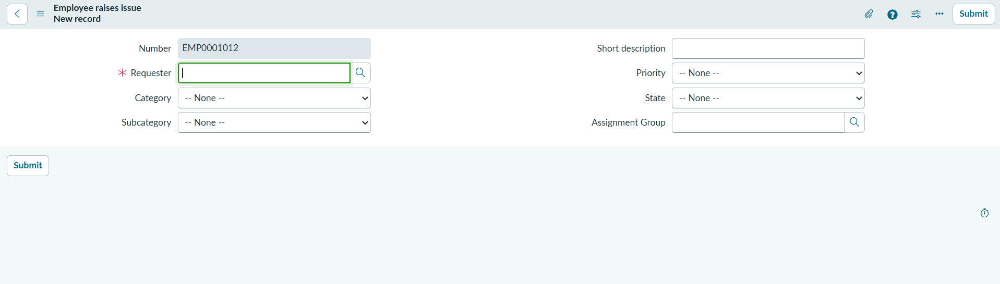 Employee raises issue
New record
Submit
Number
EMP0001012
Short description
Requester
Priority
-- None --
Category
-- None --
State
-- None --
Subcategory
-- None --
Assignment Group
Submit